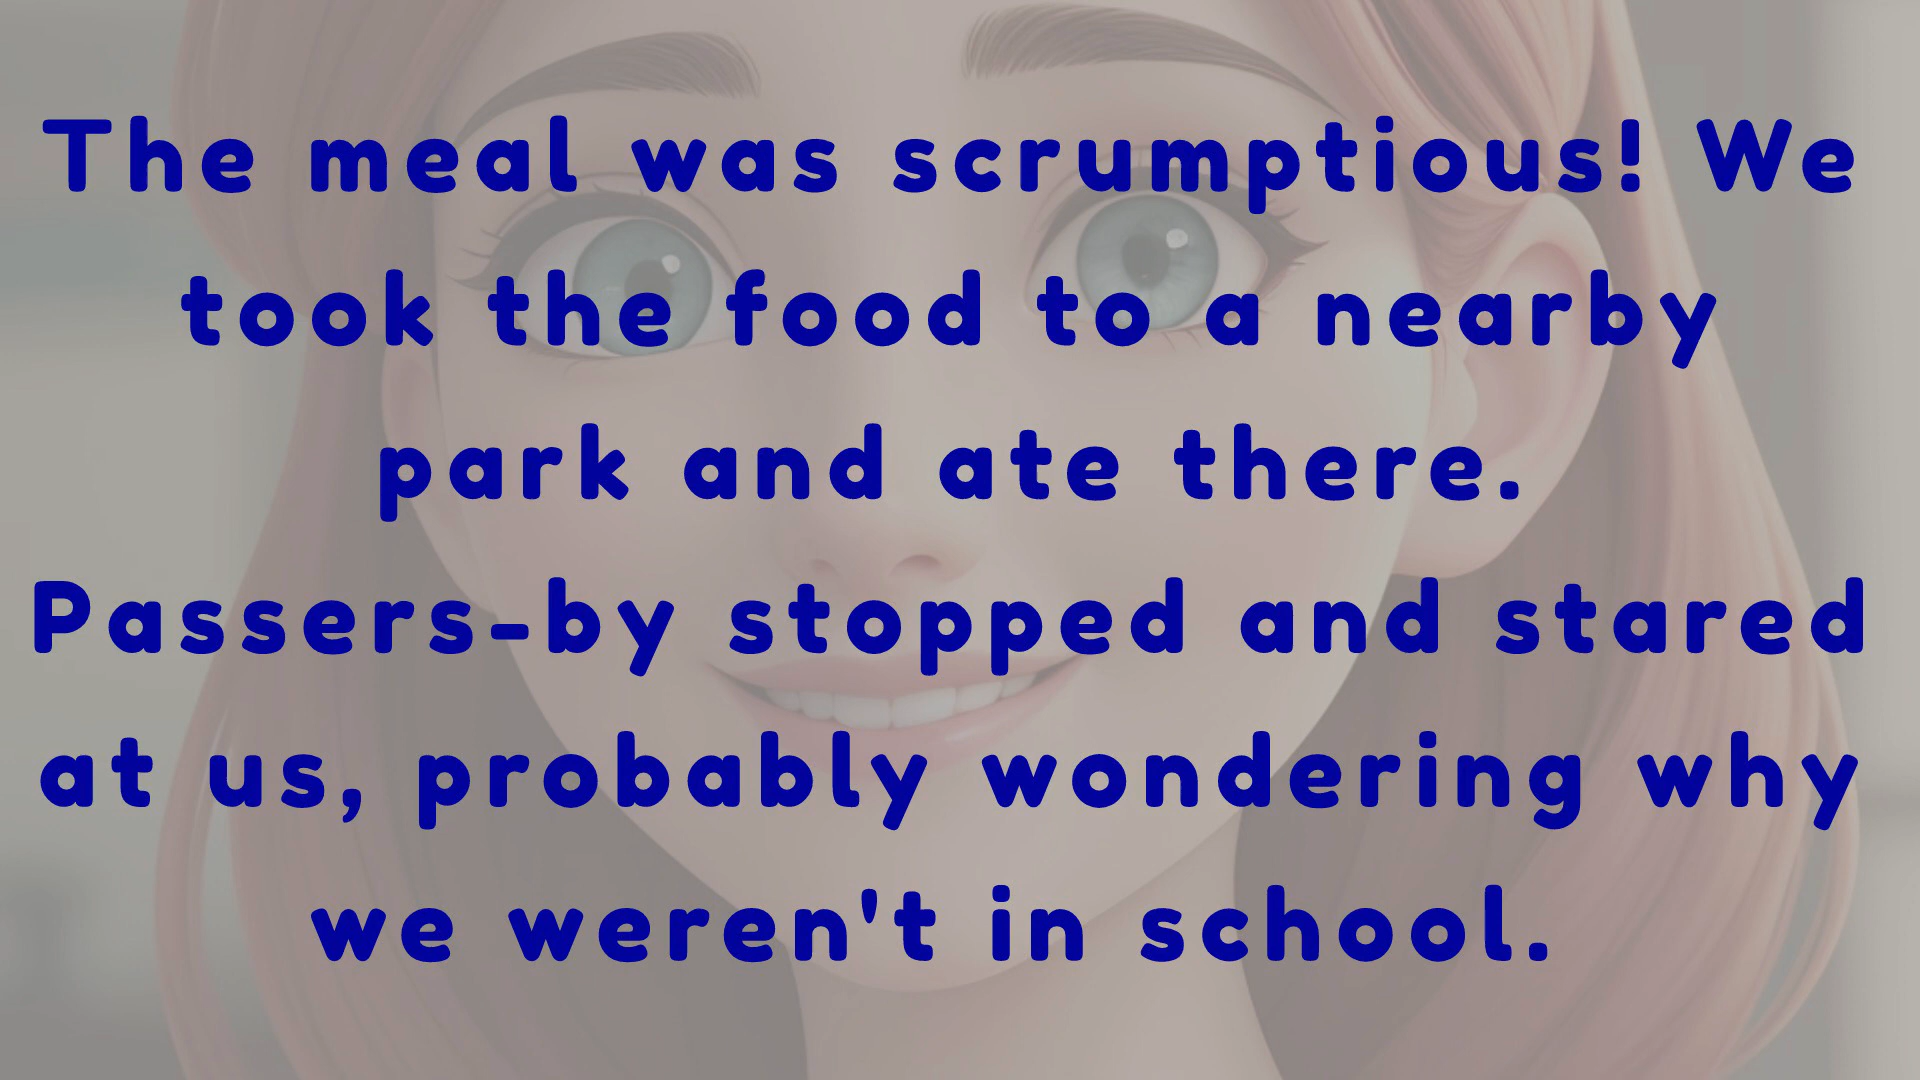 The meal was scrumptious! We
took the food to a nearby
park and ate there.
Passers-by stopped and stared
at us, probably wondering why
we weren't in school.